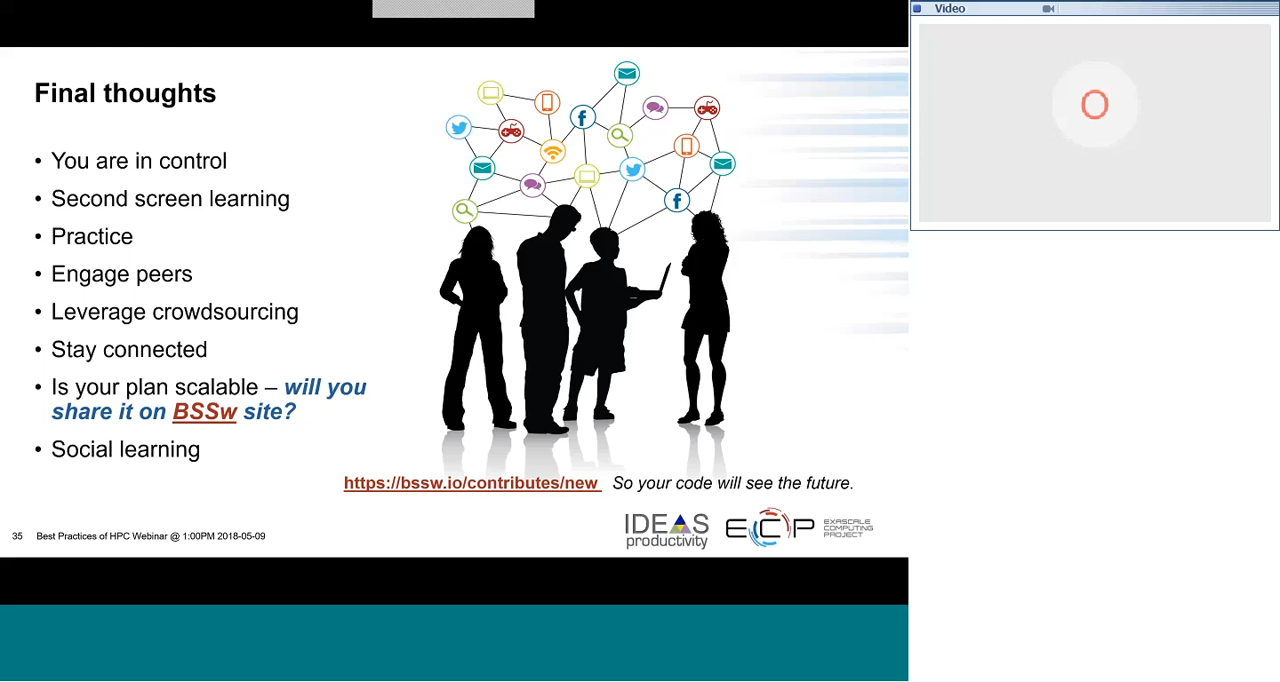 Video
O
Final thoughts
• You are in control
• Second screen learning
• Practice
• Engage peers
• Leverage crowdsourcing
• Stay connected
• Is your plan scalable – will you
share it on BSSw site?
• Social learning
https://bssw.io/contributes/new So your code will see the future.
35 Best Practices of HPC Webinar @ 1:00PM 2018-05-09
IDEAS
productivity
ECP
EXASCALE
COMPUTING
PROJECT